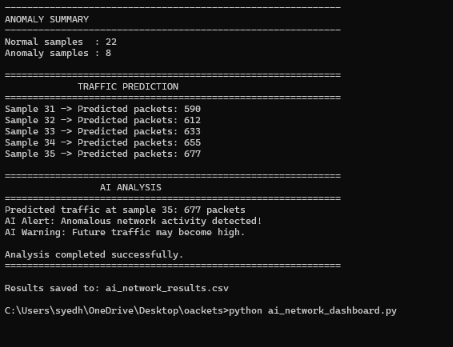 ------------------------------------------------------------
ANOMALY SUMMARY
------------------------------------------------------------
Normal samples  : 22
Anomaly samples : 8
============================================================
TRAFFIC PREDICTION
============================================================
Sample 31 -> Predicted packets: 590
Sample 32 -> Predicted packets: 612
Sample 33 -> Predicted packets: 633
Sample 34 -> Predicted packets: 655
Sample 35 -> Predicted packets: 677
============================================================
AI ANALYSIS
============================================================
Predicted traffic at sample 35: 677 packets
AI Alert: Anomalous network activity detected!
AI Warning: Future traffic may become high.
Analysis completed successfully.
============================================================
Results saved to: ai_network_results.csv
C:\Users\syedh\OneDrive\Desktop\oackets>python ai_network_dashboard.py